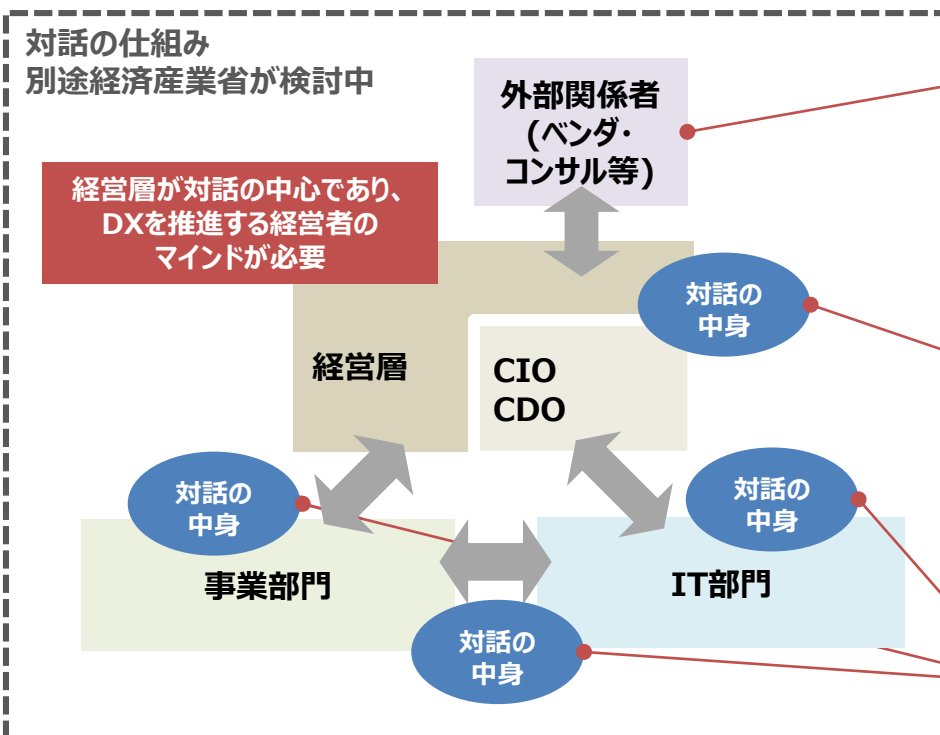 対話の仕組み
別途経済産業省が検討中
外部関係者
(ベンダ・
コンサル等)
経営層が対話の中心であり、
DXを推進する経営者の
マインドが必要
対話の
中身
経営層
CIO
CDO
対話の
中身
対話の
中身
事業部門
IT部門
対話の
中身